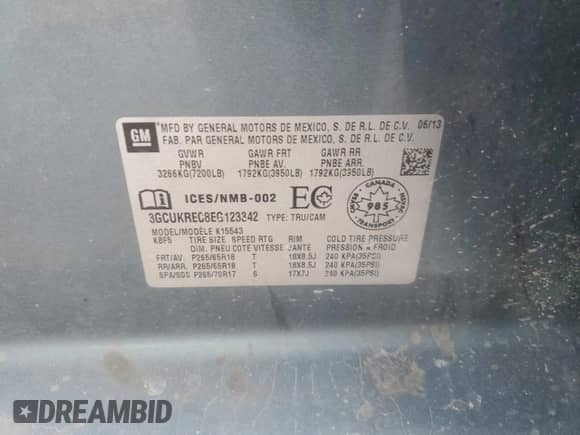 GM
MFD BY GENERAL MOTORS DE MEXICO, S. DE R.L. DE C.V. 06/13
FAB. PAR GENERAL MOTORS DE MEXICO, S. DE R.L. DE C.V.
GVWR GAWR FRT GAWR RR
PNBV PNBE AV. PNBE ARR.
3266KG(7200LB) 1792KG(3950LB) 1792KG(3950LB)
ICES/NMB-002 EC
CANADA
985
TRANSPORT
3GCUKREC8EG123342 TYPE: TRU/CAM
MODEL/MODÈLE K15543
KBF5 TIRE SIZE SPEED RTG RIM COLD TIRE PRESSURE
DIM. PNEU COTE VITESSE JANTE PRESSION À FROID
FRT/AV. P265/65R18 T 18X8.5J 240 KPA(35PSI)
RR/ARR. P265/65R18 T 18X8.5J 240 KPA(35PSI)
SPA/SDS P265/70R17 S 17X7J 240 KPA(35PSI)
DREAMBID